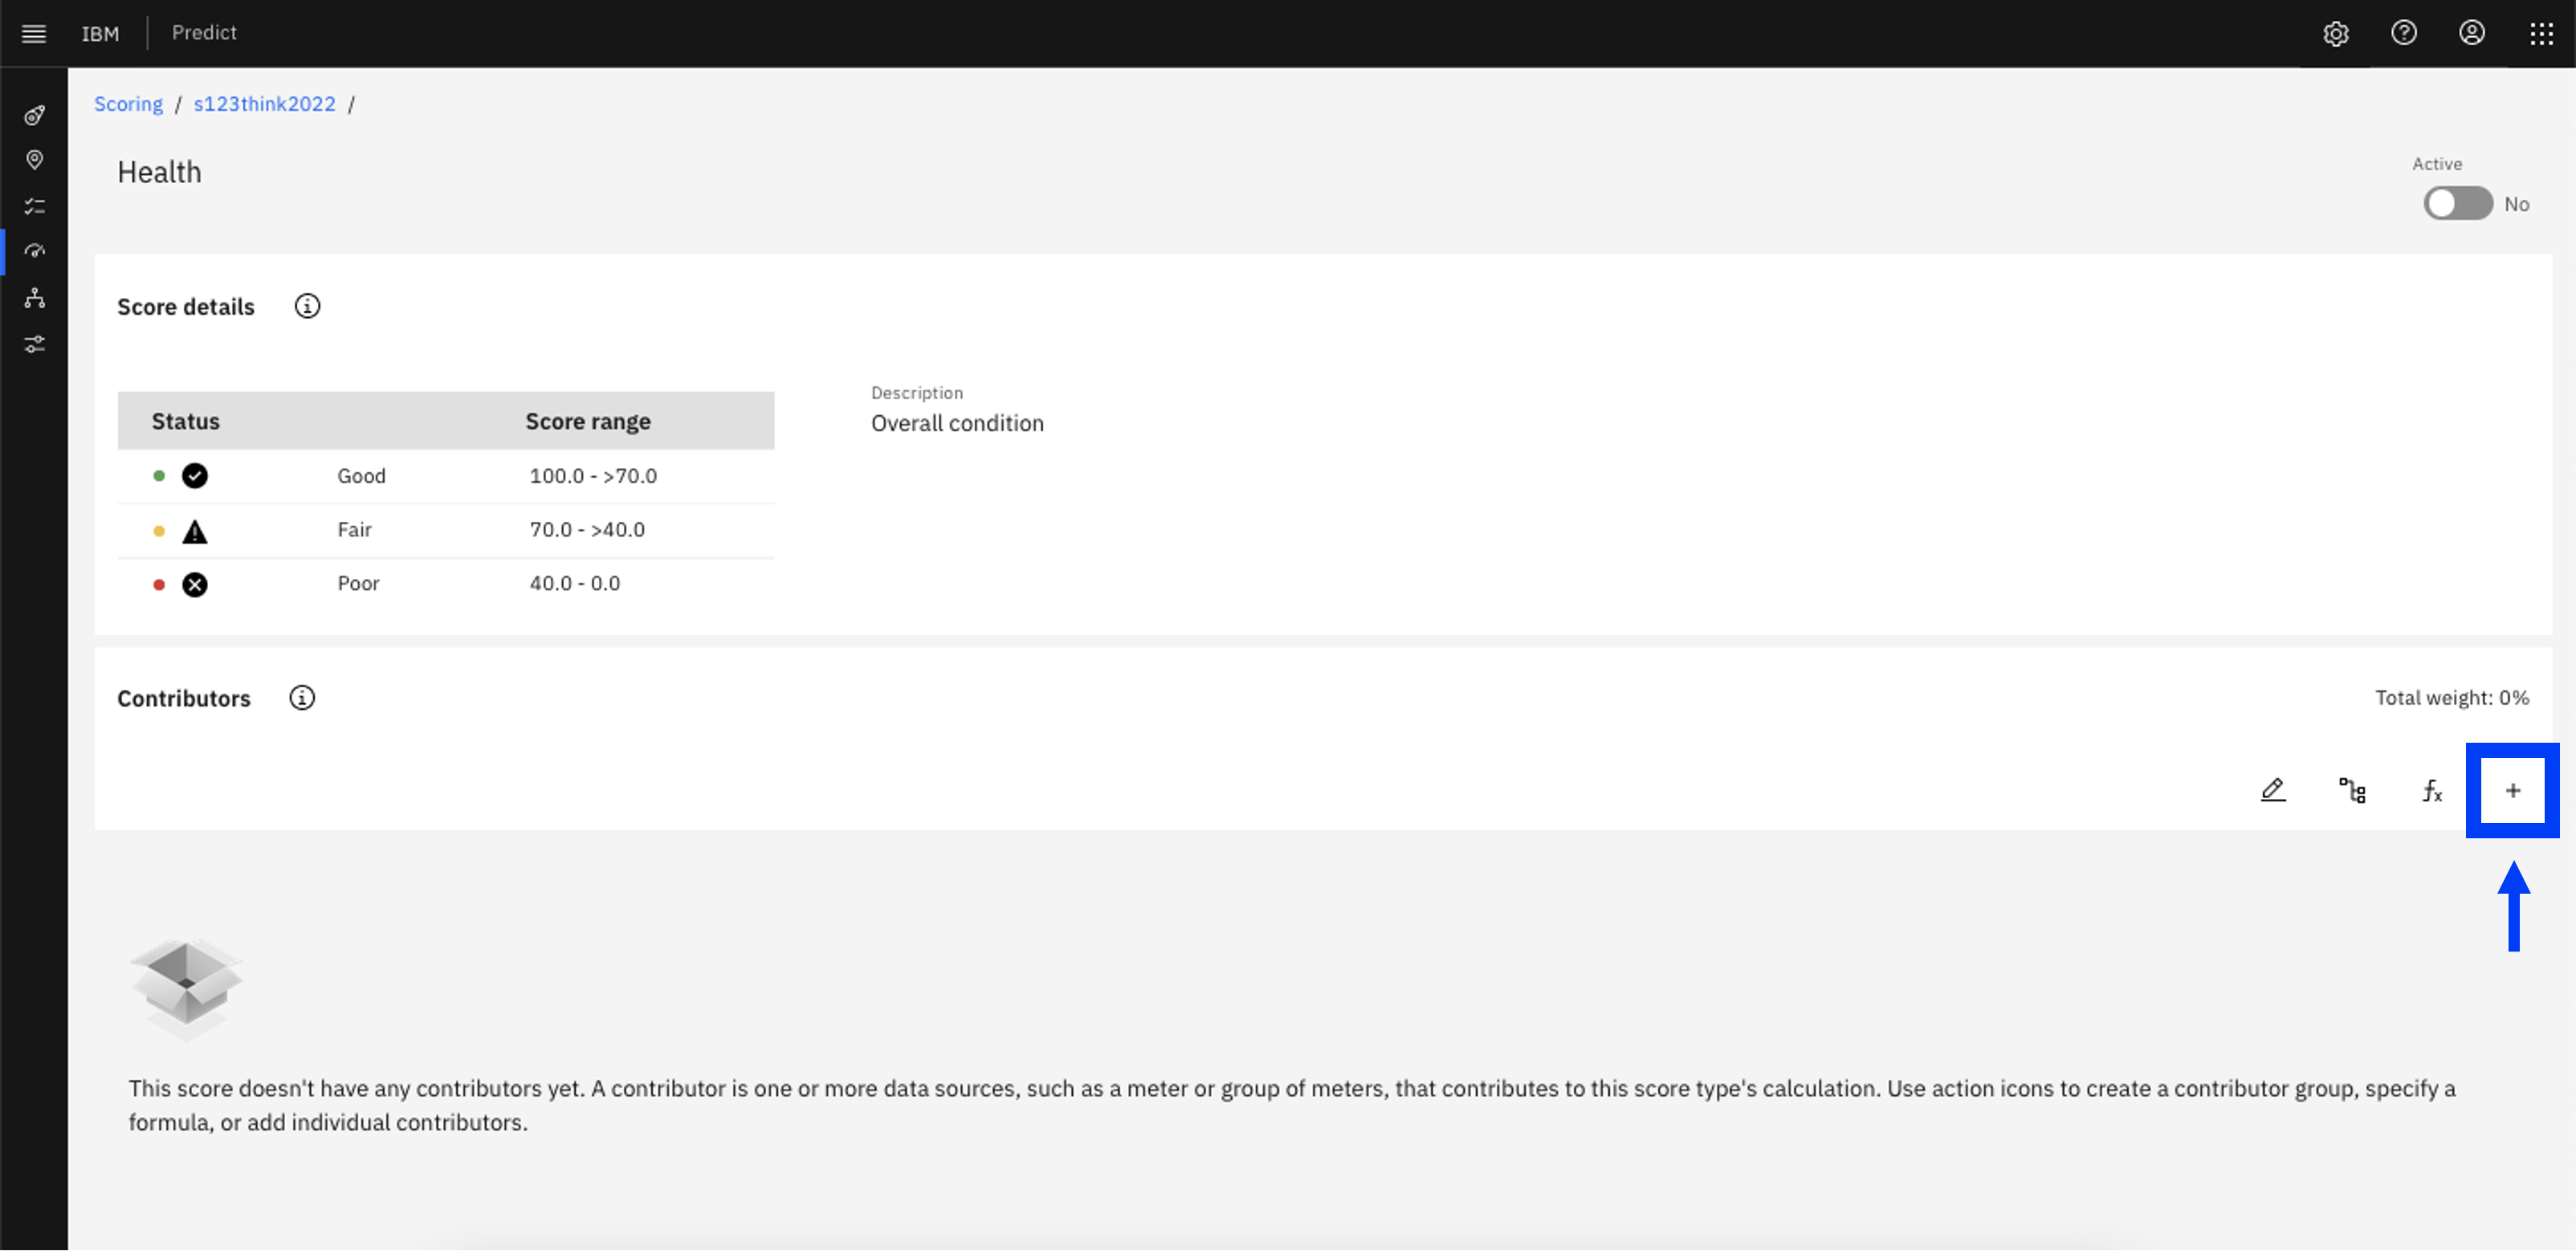 IBM Predict
Scoring / s123think2022 /
Health
Active
No
Score details
Status Score range
Good 100.0 - >70.0
Fair 70.0 - >40.0
Poor 40.0 - 0.0
Description
Overall condition
Contributors
Total weight: 0%
fx +
This score doesn't have any contributors yet. A contributor is one or more data sources, such as a meter or group of meters, that contributes to this score type's calculation. Use action icons to create a contributor group, specify a
formula, or add individual contributors.